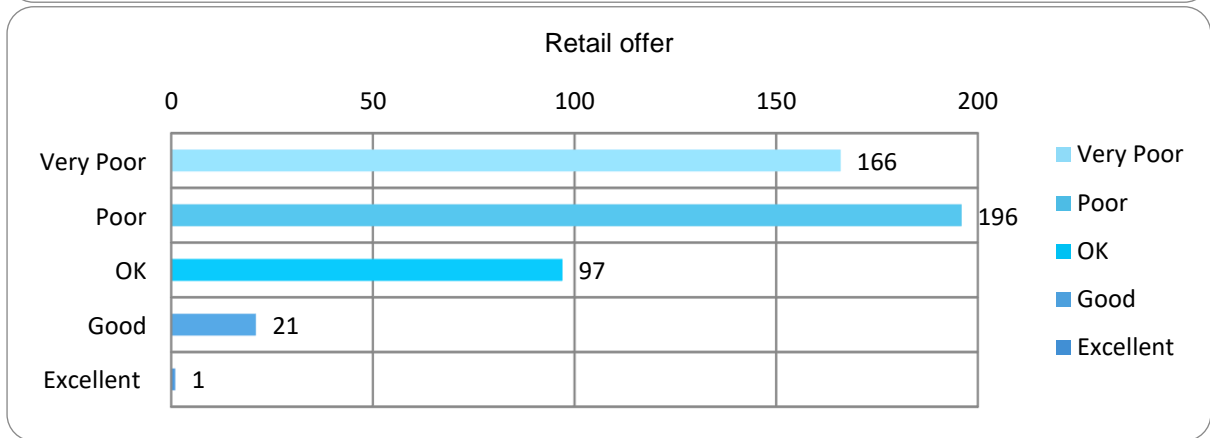 Retail offer
0 50 100 150 200
Very Poor 166
Poor 196
OK 97
Good 21
Excellent 1
Very Poor
Poor
OK
Good
Excellent